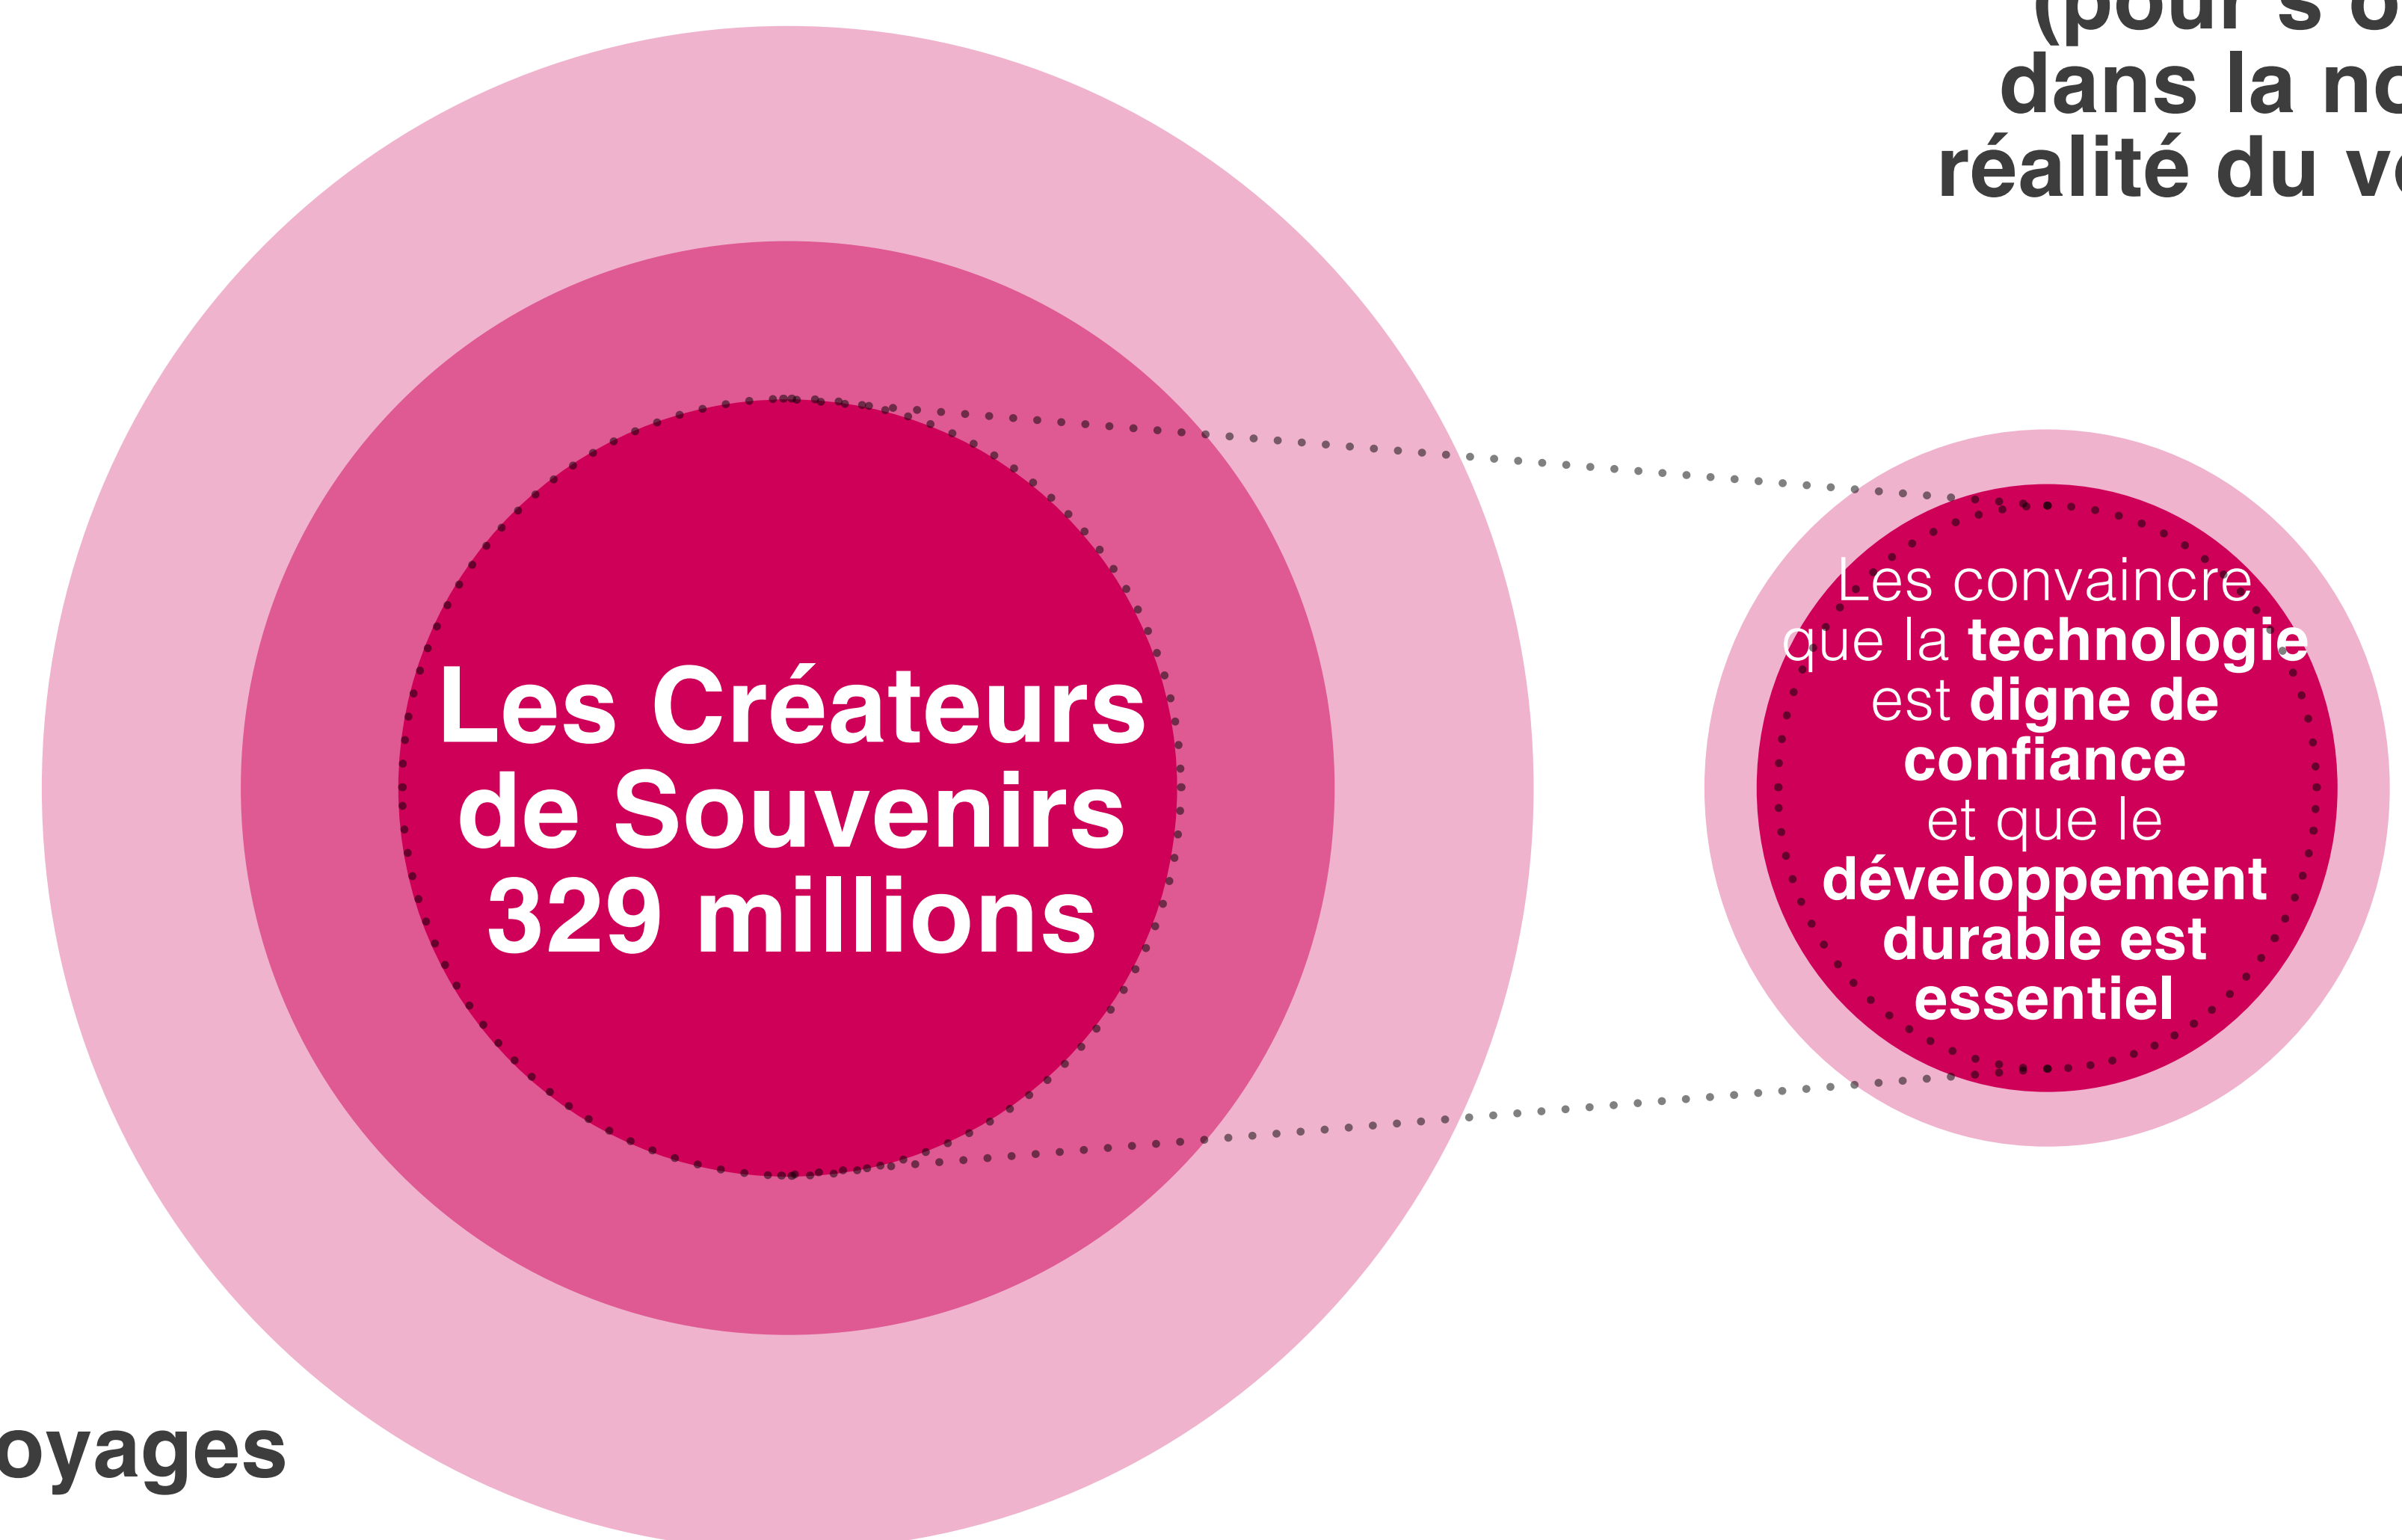 dans la
réalité du
Les Créateurs
de Souvenirs
329 millions
Les convaincre
que la technologie
est digne de
confiance
et que le
développement
durable est
essentiel